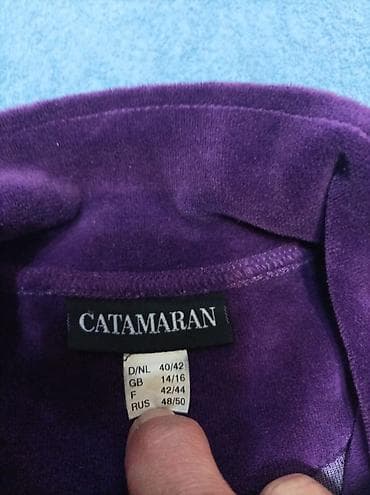 CATAMARAN
D/NL 40/42
GB 14/16
F 42/44
RUS 48/50